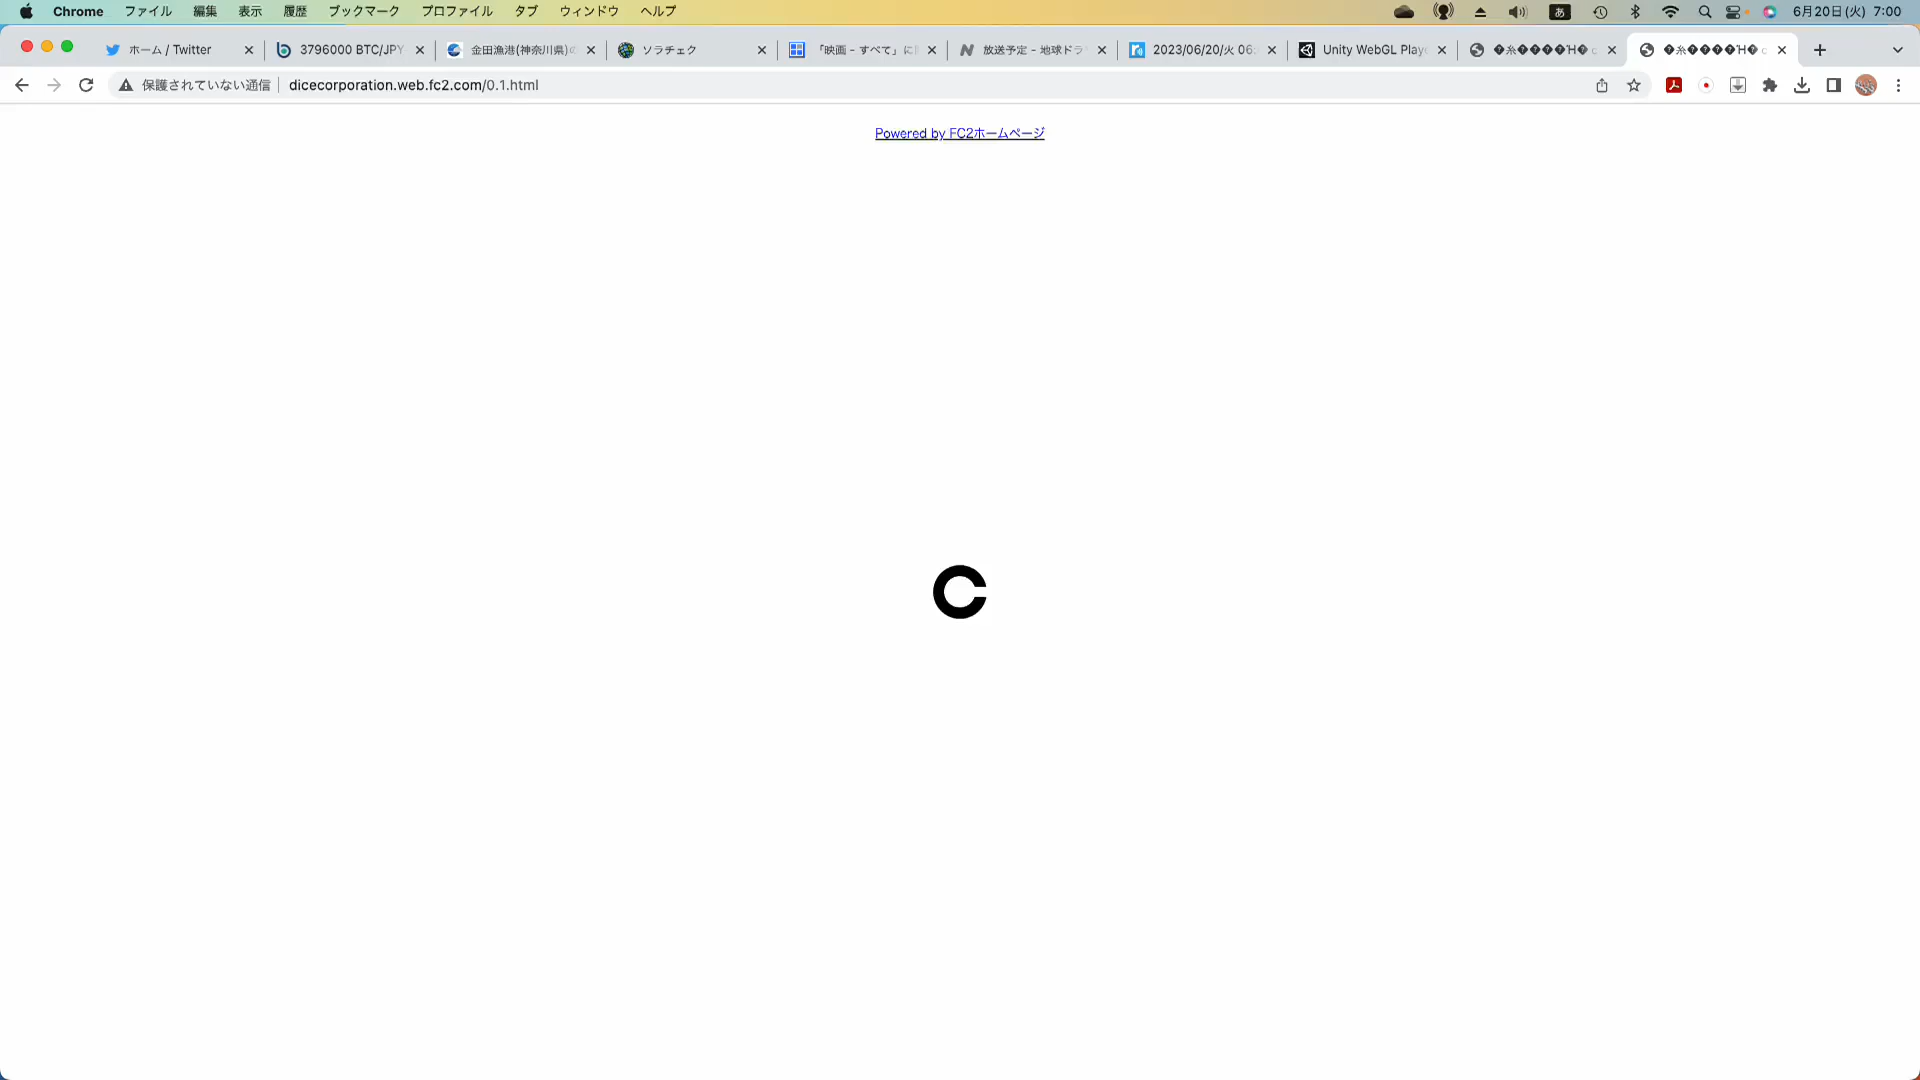 Chrome ファイル 編集 表示 履歴 ブックマーク プロファイル タブ ウィンドウ ヘルプ あ 6月20日(火) 7:00
ホーム / Twitter 3796000 BTC/JPY 金田漁港(神奈川県)の ソラチェク 「映画 - すべて」に 放送予定 - 地球ドラ 2023/06/20/火 06: Unity WebGL Play �糸����Ή� �糸����Ή�
保護されていない通信 dicecorporation.web.fc2.com/0.1.html
Powered by FC2ホームページ
C